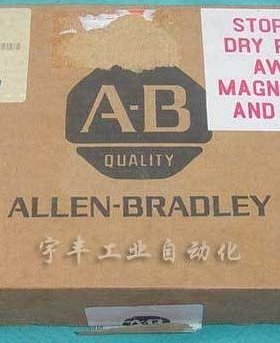 STOR
DRY P
AW
MAGN
AND
A-B
QUALITY
ALLEN-BRADLEY
宇丰工业自动化